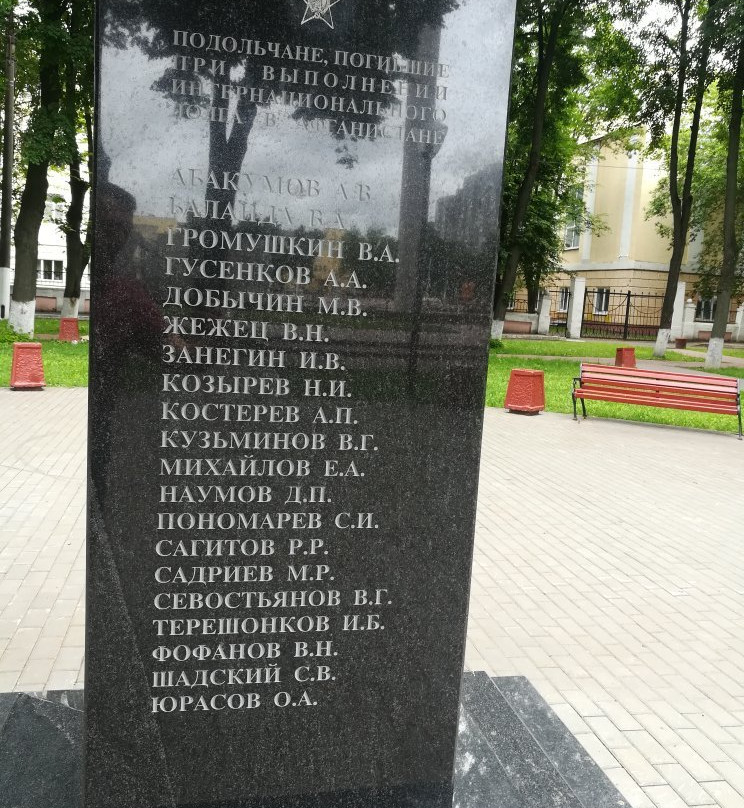 ПОДОЛЬЧАНЕ, ПОГИБШИЕ
ПРИ ВЫПОЛНЕНИИ
ИНТЕРНАЦИОНАЛЬНОГО
ДОЛГА В АФГАНИСТАНЕ
АБАКУМОВ А.В.
БАЛАНДА В.А.
ГРОМУШКИН В.А.
ГУСЕНКОВ А.А.
ДОБЫЧИН М.В.
ЖЕЖЕЦ В.Н.
ЗАНЕГИН И.В.
КОЗЫРЕВ Н.И.
КОСТЕРЕВ А.П.
КУЗЬМИНОВ В.Г.
МИХАЙЛОВ Е.А.
НАУМОВ Д.П.
ПОНОМАРЕВ С.И.
САГИТОВ Р.Р.
САДРИЕВ М.Р.
СЕВОСТЬЯНОВ В.Г.
ТЕРЕШОНКОВ И.Б.
ФОФАНОВ В.Н.
ШАДСКИЙ С.В.
ЮРАСОВ О.А.